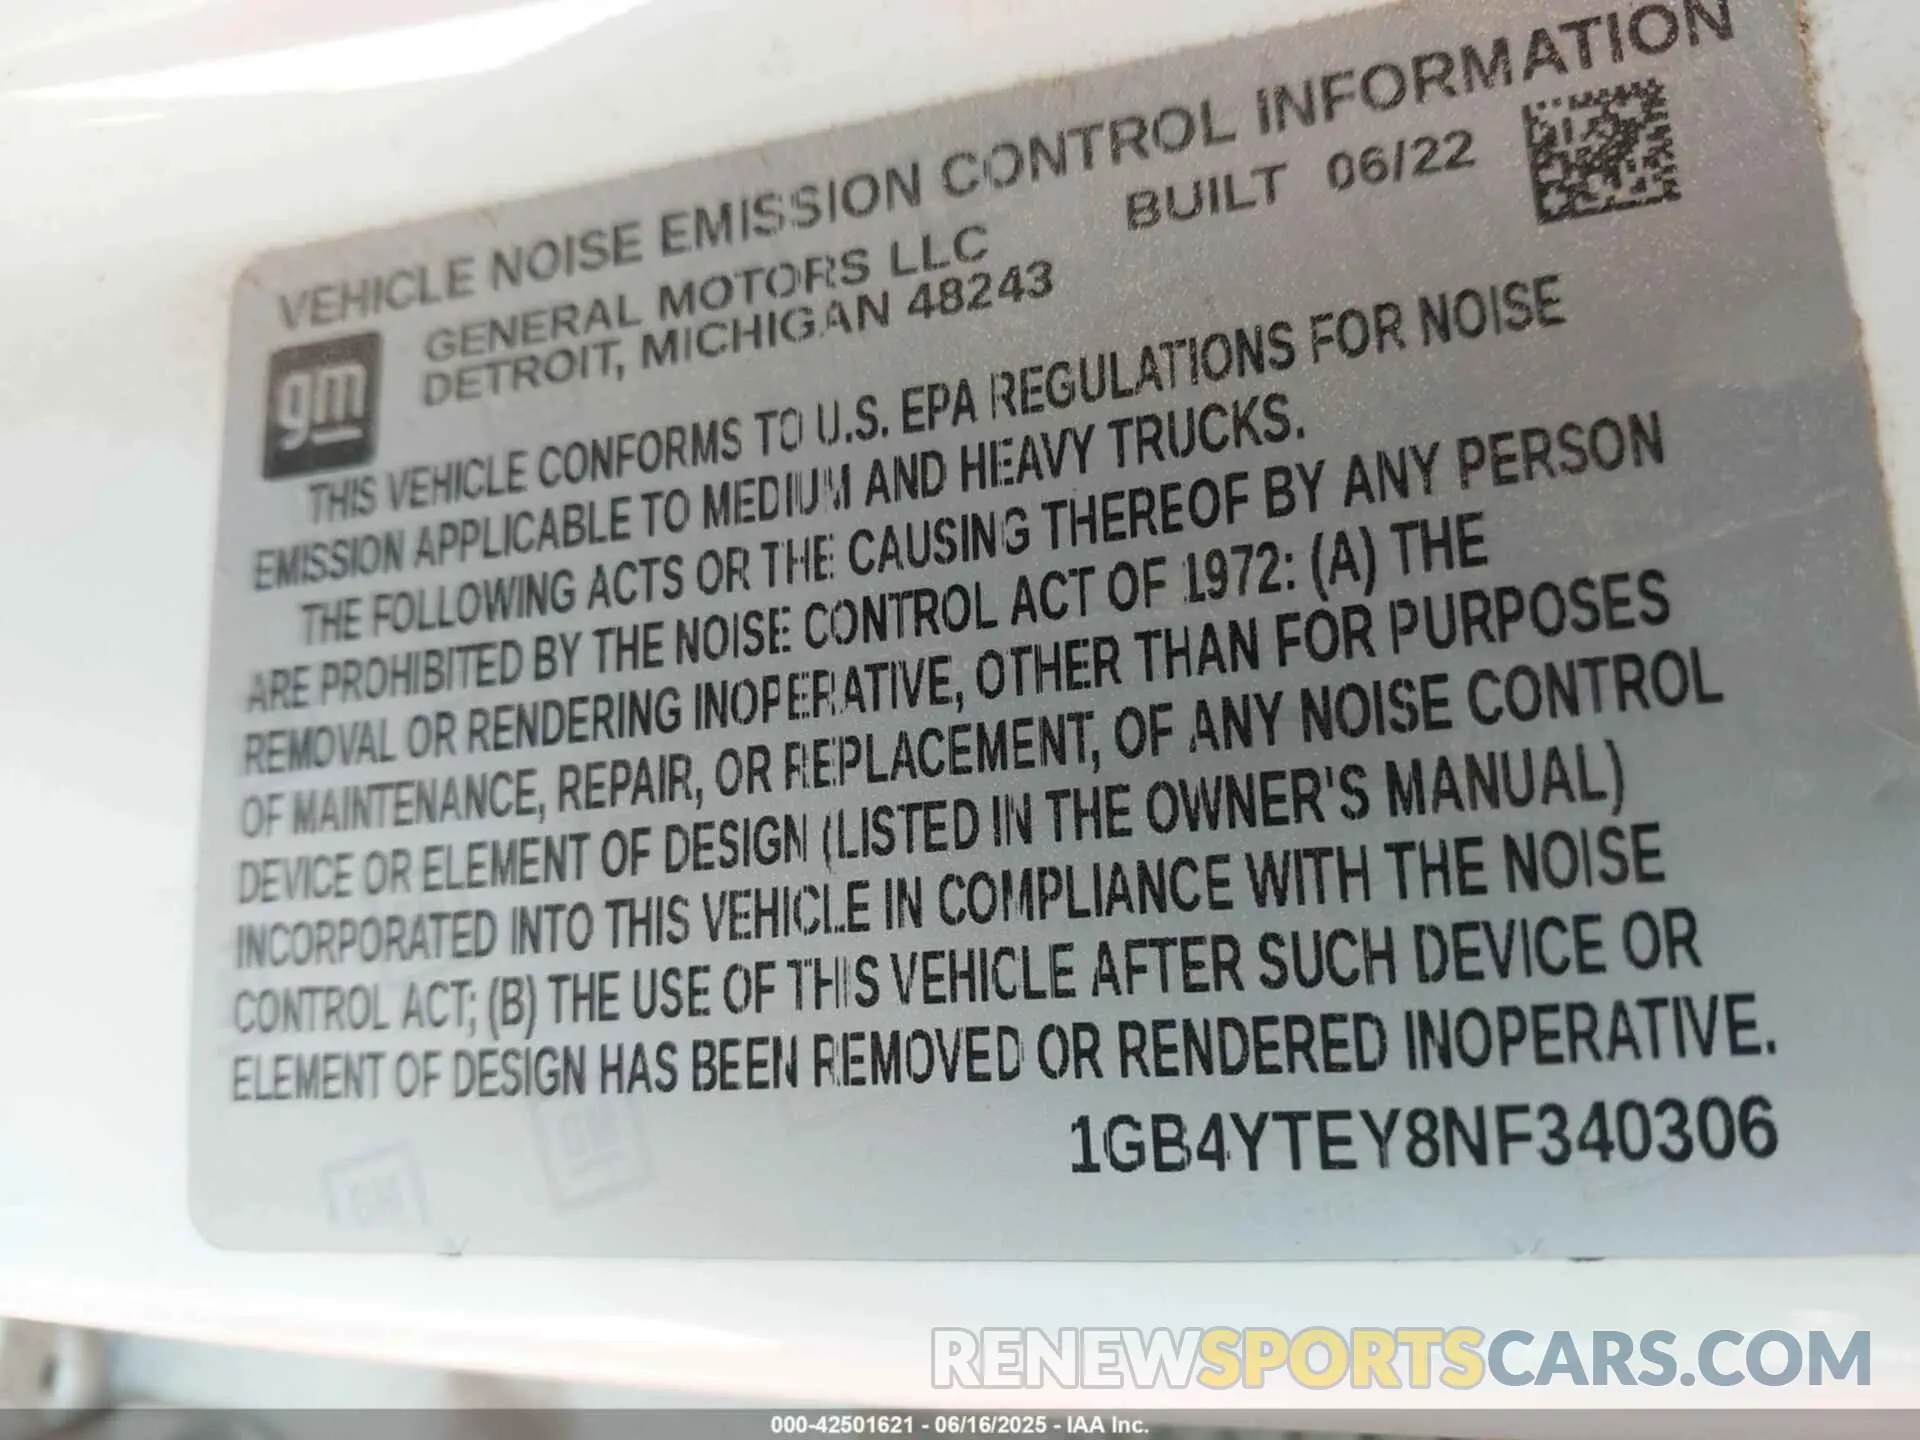 VEHICLE NOISE EMISSION CONTROL INFORMATION
GENERAL MOTORS LLC
DETROIT, MICHIGAN 48243
BUILT 06/22
gm
THIS VEHICLE CONFORMS TO U.S. EPA REGULATIONS FOR NOISE
EMISSION APPLICABLE TO MEDIUM AND HEAVY TRUCKS.
THE FOLLOWING ACTS OR THE CAUSING THEREOF BY ANY PERSON
ARE PROHIBITED BY THE NOISE CONTROL ACT OF 1972: (A) THE
REMOVAL OR RENDERING INOPERATIVE, OTHER THAN FOR PURPOSES
OF MAINTENANCE, REPAIR, OR REPLACEMENT, OF ANY NOISE CONTROL
DEVICE OR ELEMENT OF DESIGN (LISTED IN THE OWNER'S MANUAL)
INCORPORATED INTO THIS VEHICLE IN COMPLIANCE WITH THE NOISE
CONTROL ACT; (B) THE USE OF THIS VEHICLE AFTER SUCH DEVICE OR
ELEMENT OF DESIGN HAS BEEN REMOVED OR RENDERED INOPERATIVE.
1GB4YTEY8NF340306
GM
GM
RENEWSPORTSCARS.COM
000-42501621 - 06/16/2025 - IAA Inc.